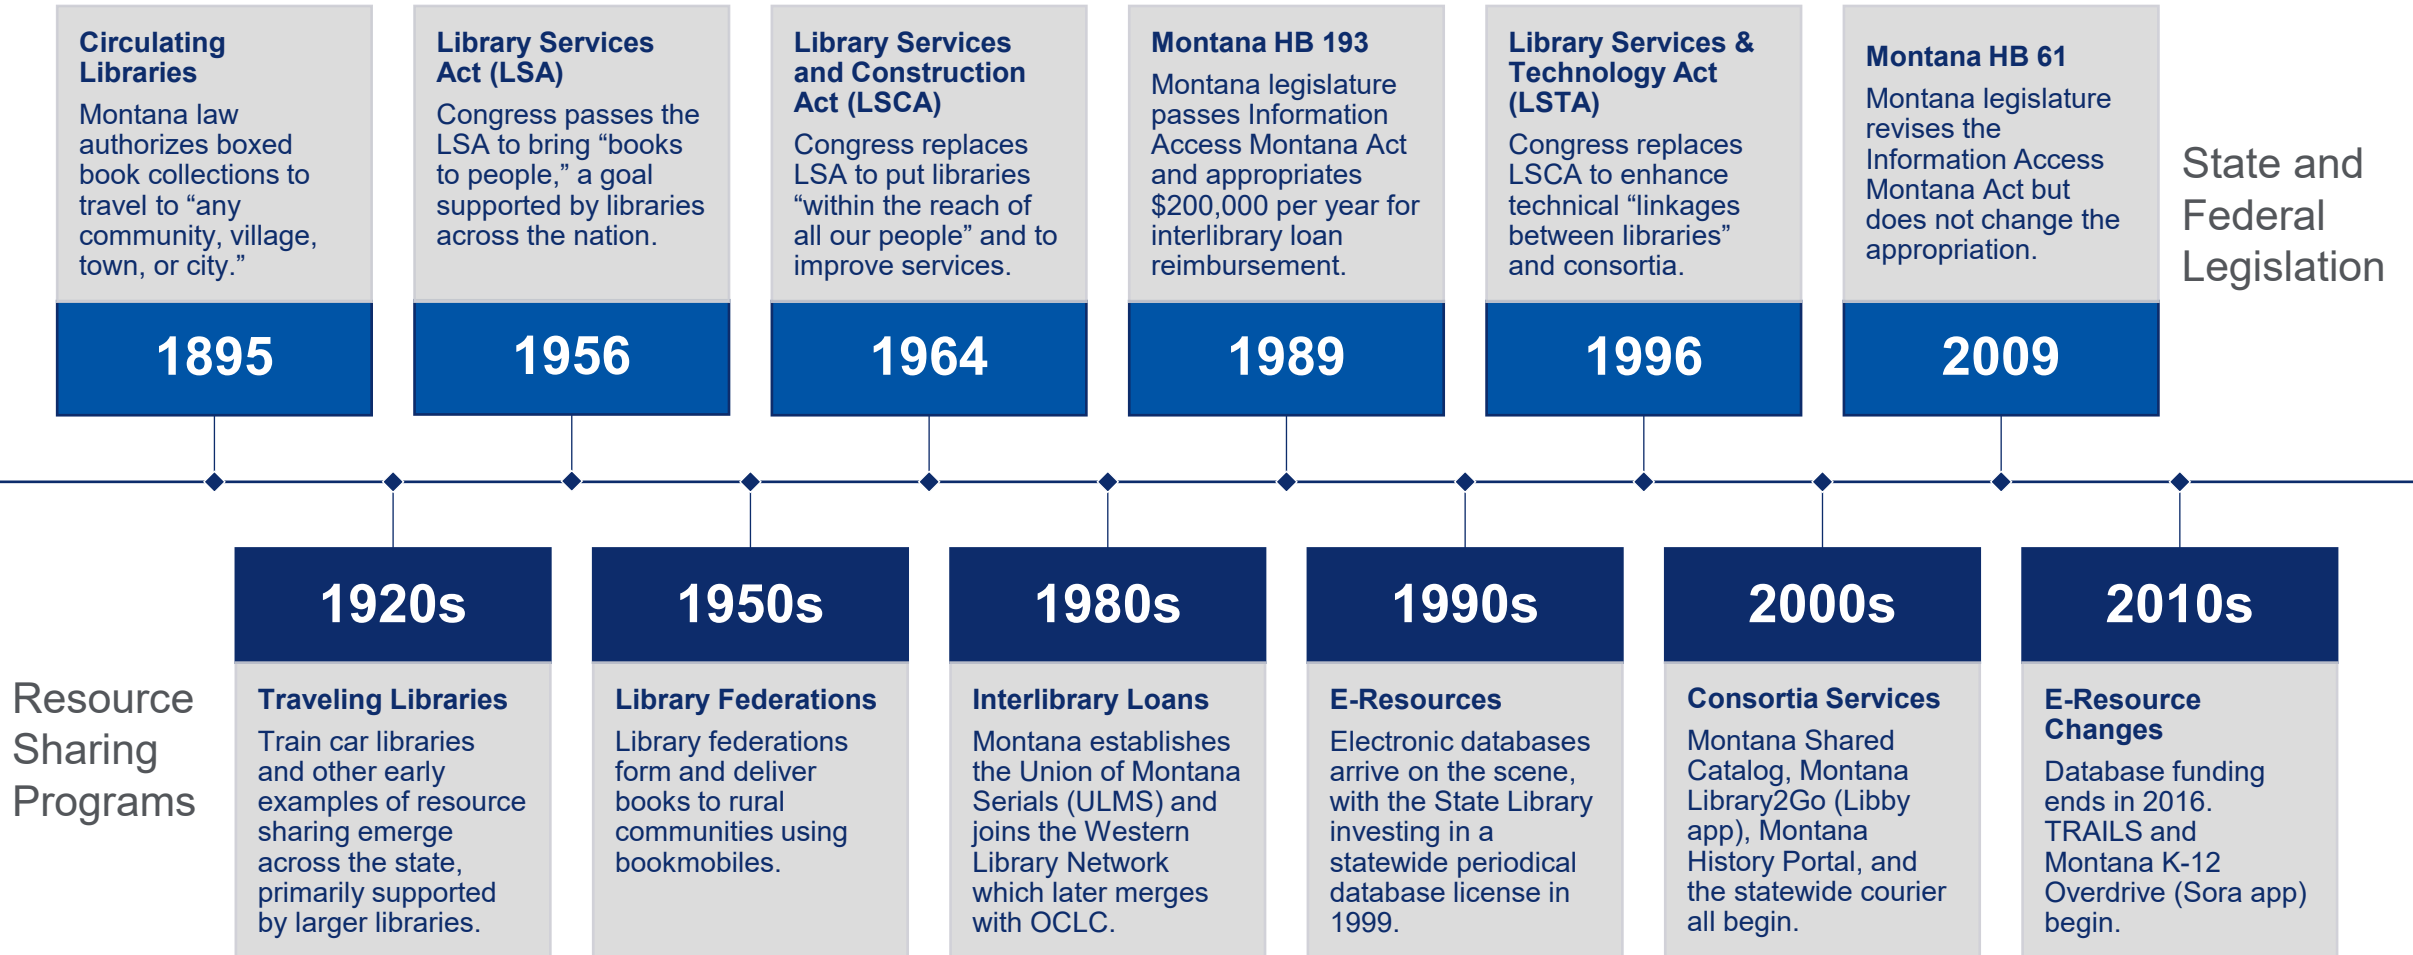 Circulating
Libraries
Montana law
authorizes boxed
book collections to
travel to “any
community, village,
town, or city.”
1895
Library Services
Act (LSA)
Congress passes the
LSA to bring “books
to people,” a goal
supported by libraries
across the nation.
1956
Library Services
and Construction
Act (LSCA)
Congress replaces
LSA to put libraries
“within the reach of
all our people” and to
improve services.
1964
Montana HB 193
Montana legislature
passes Information
Access Montana Act
and appropriates
$200,000 per year for
interlibrary loan
reimbursement.
1989
Library Services &
Technology Act
(LSTA)
Congress replaces
LSCA to enhance
technical “linkages
between libraries”
and consortia.
1996
Montana HB 61
Montana legislature
revises the
Information Access
Montana Act but
does not change the
appropriation.
2009
State and
Federal
Legislation
Resource
Sharing
Programs
1920s
Traveling Libraries
Train car libraries
and other early
examples of resource
sharing emerge
across the state,
primarily supported
by larger libraries.
1950s
Library Federations
Library federations
form and deliver
books to rural
communities using
bookmobiles.
1980s
Interlibrary Loans
Montana establishes
the Union of Montana
Serials (ULMS) and
joins the Western
Library Network
which later merges
with OCLC.
1990s
E-Resources
Electronic databases
arrive on the scene,
with the State Library
investing in a
statewide periodical
database license in
1999.
2000s
Consortia Services
Montana Shared
Catalog, Montana
Library2Go (Libby
app), Montana
History Portal, and
the statewide courier
all begin.
2010s
E-Resource
Changes
Database funding
ends in 2016.
TRAILS and
Montana K-12
Overdrive (Sora app)
begin.